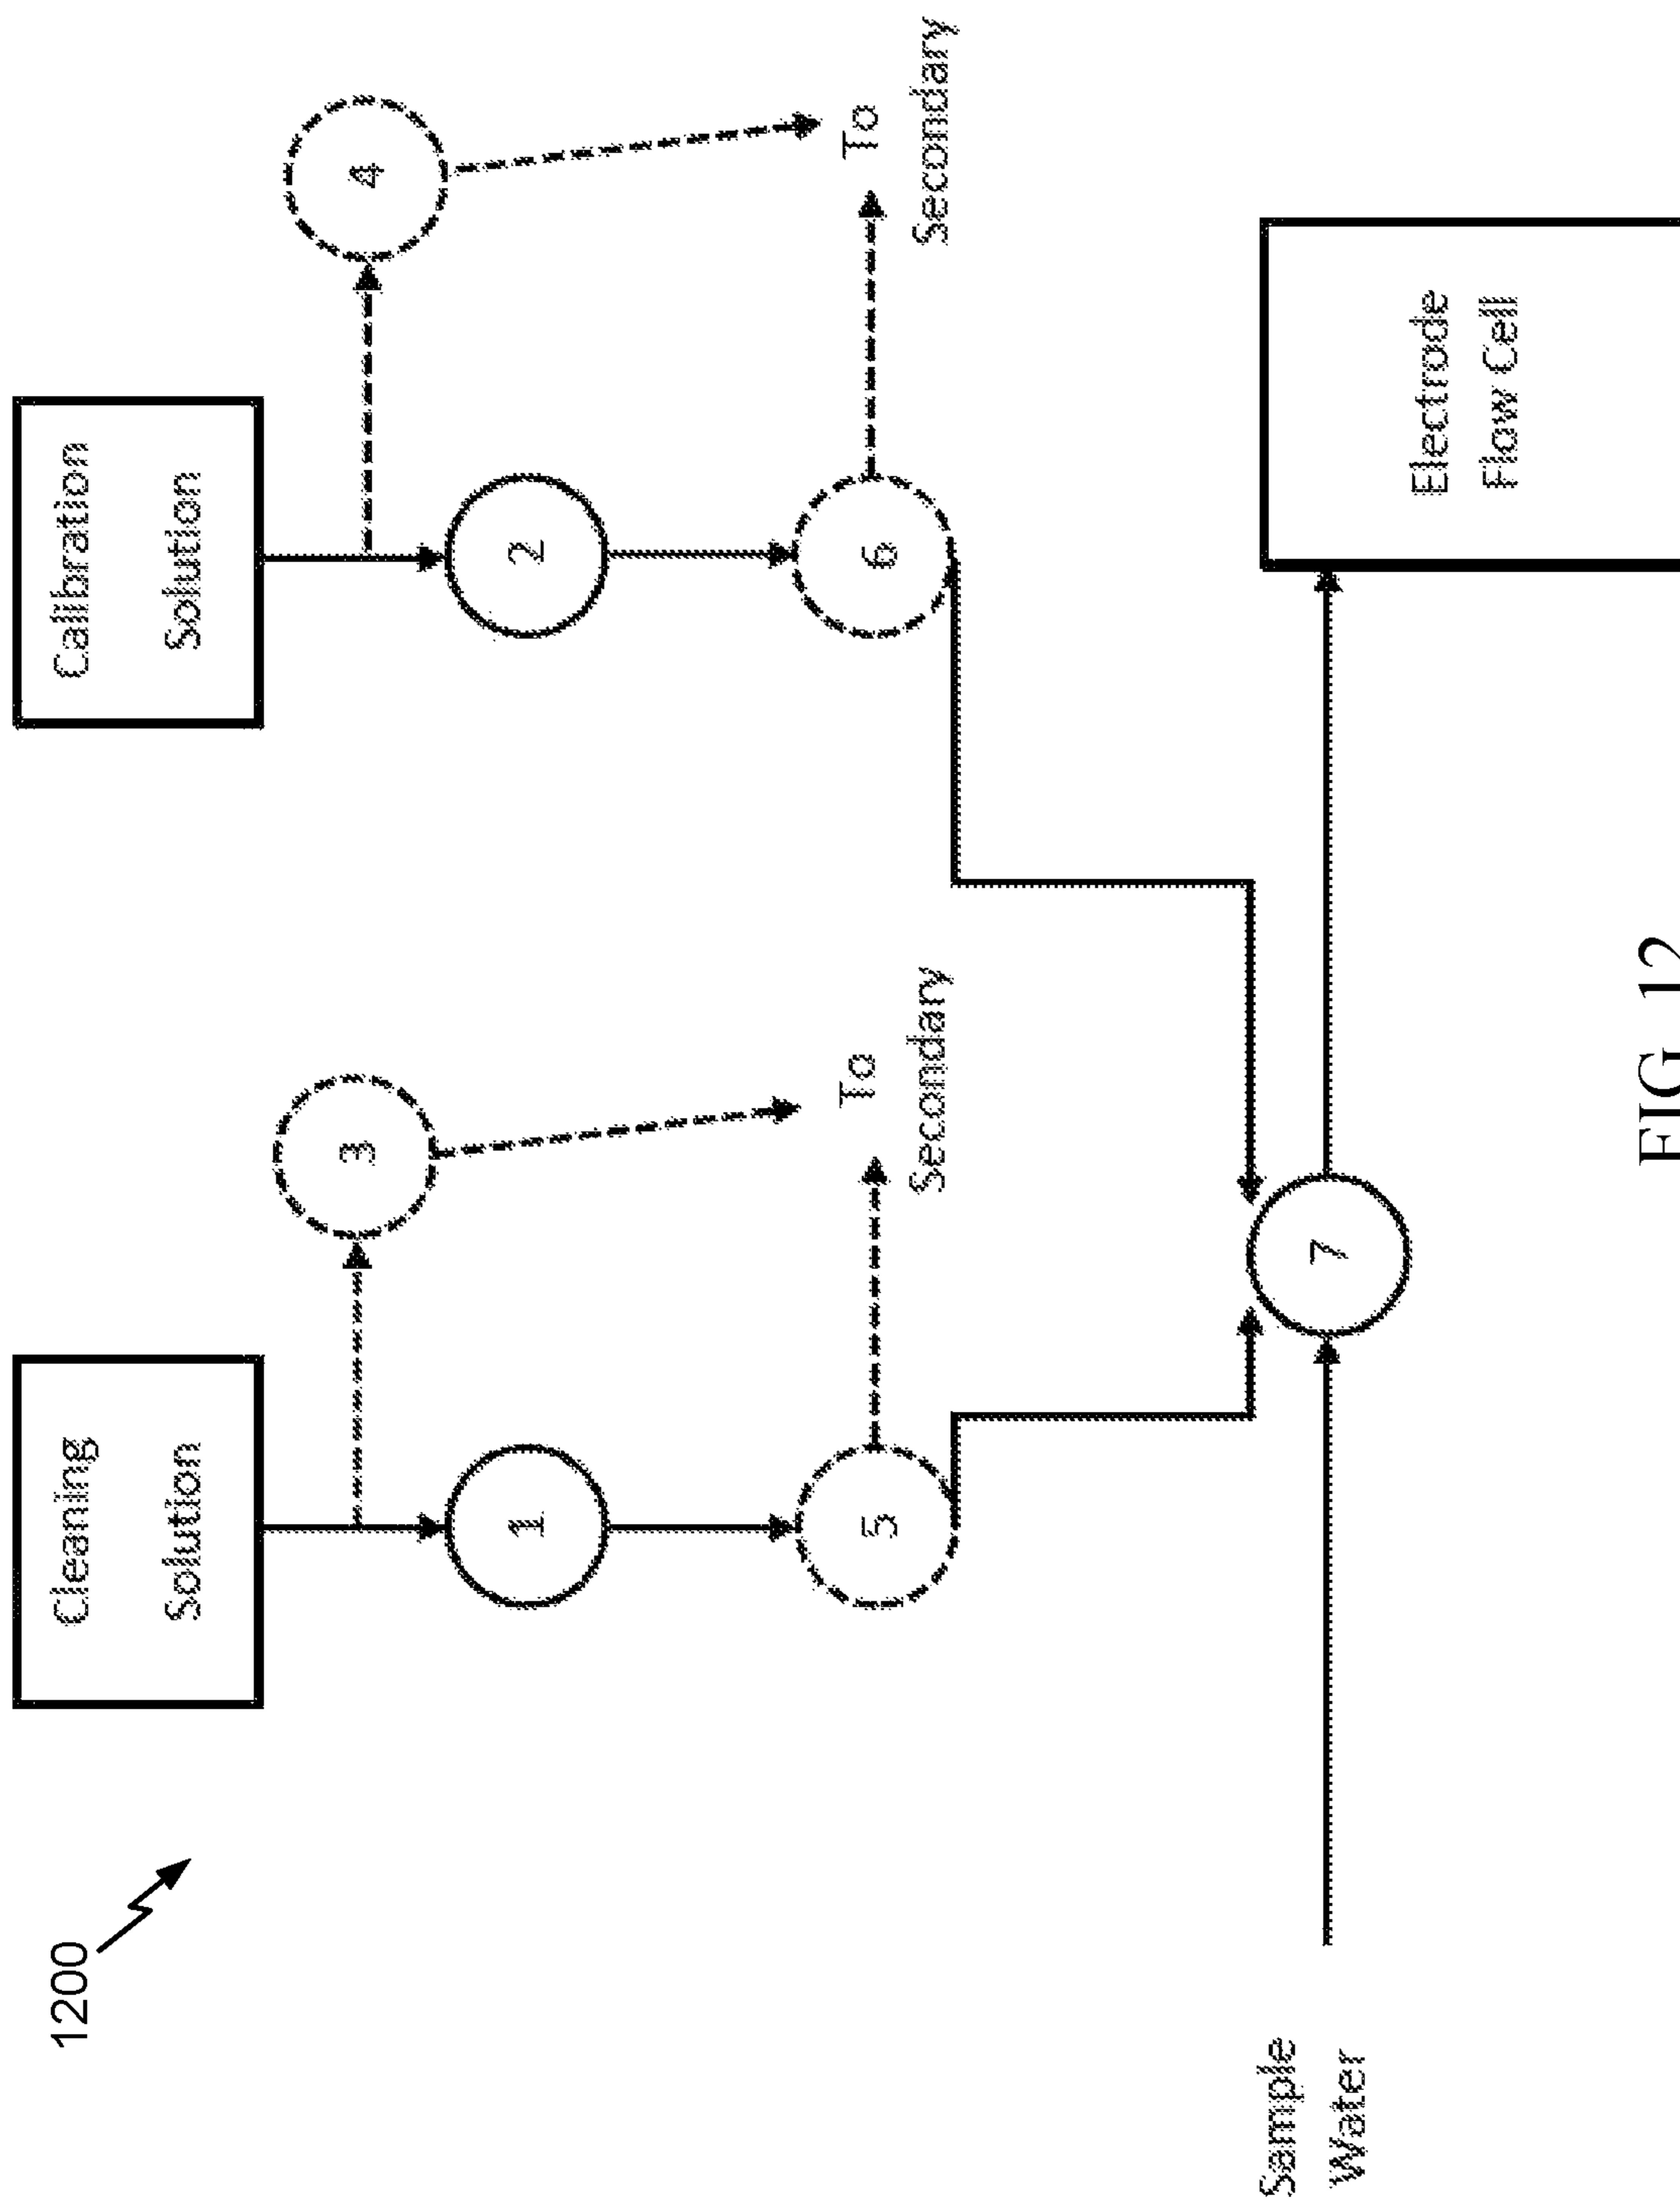 1200
Cleaning
Solution
Calibration
Solution
3
4
1
2
5
6
To
Secondary
To
Secondary
7
Sample
Water
Electrode
Flow Cell
FIG. 12